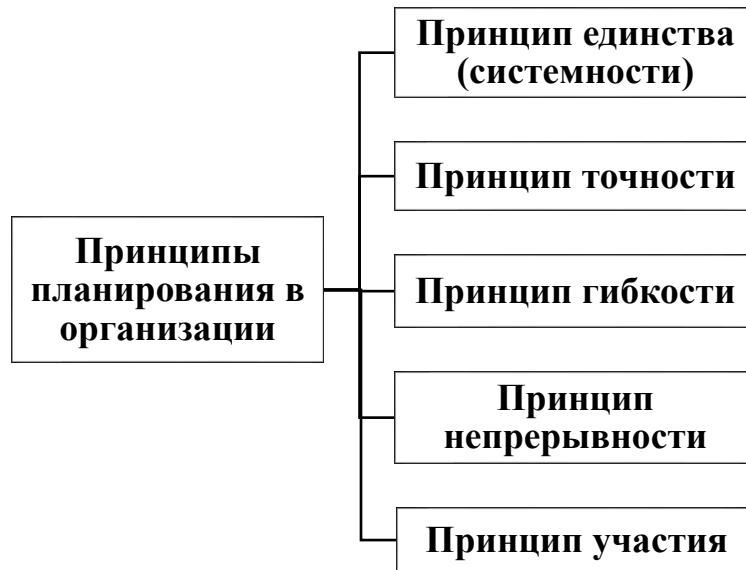 Принцип единства
(системности)
Принцип точности
Принципы
планирования в
организации
Принцип гибкости
Принцип
непрерывности
Принцип участия